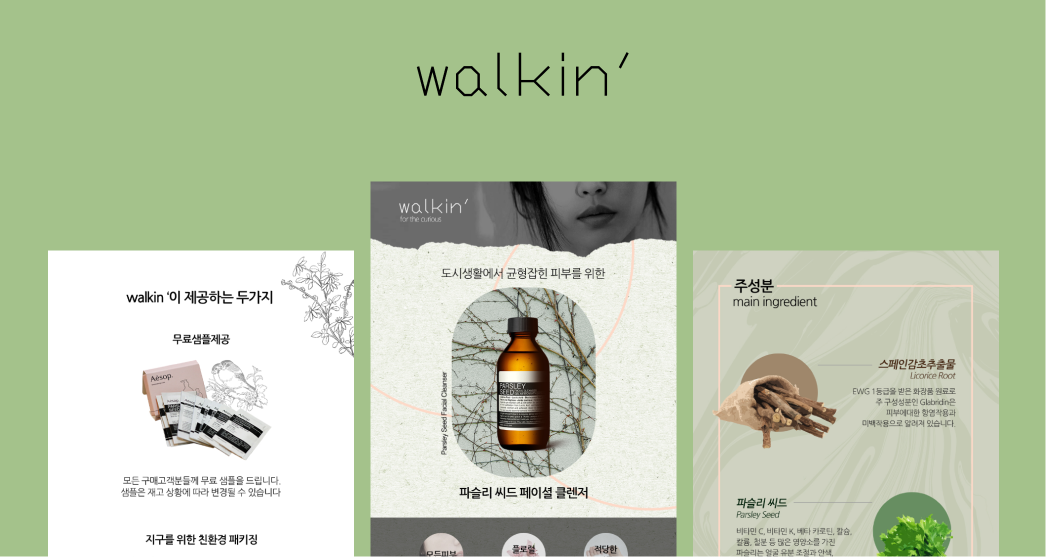 walkin'
walkin '이 제공하는 두가지
무료샘플제공
Aēsop.
모든 구매고객분들께 무료 샘플을 드립니다.
샘플은 재고 상황에 따라 변경될 수 있습니다
지구를 위한 친환경 패키징
walkin'
for the curious
도시생활에서 균형잡힌 피부를 위한
PARSLEY
SEED
Parsley Seed Facial Cleanser
파슬리 씨드 페이셜 클렌저
모든피부
플로럴
적당한
주성분
main ingredient
스페인감초추출물
Licorice Root
EWG 1등급을 받은 화장품 원료로
주 구성성분인 Glabridin은
피부에대한 항염작용과
미백작용으로 알려져 있습니다.
파슬리 씨드
Parsley Seed
비타민 C, 비타민 K, 베타 카로틴, 칼슘,
칼륨, 철분 등 많은 영양소를 가진
파슬리는 얼굴 유분 조절과 안색,